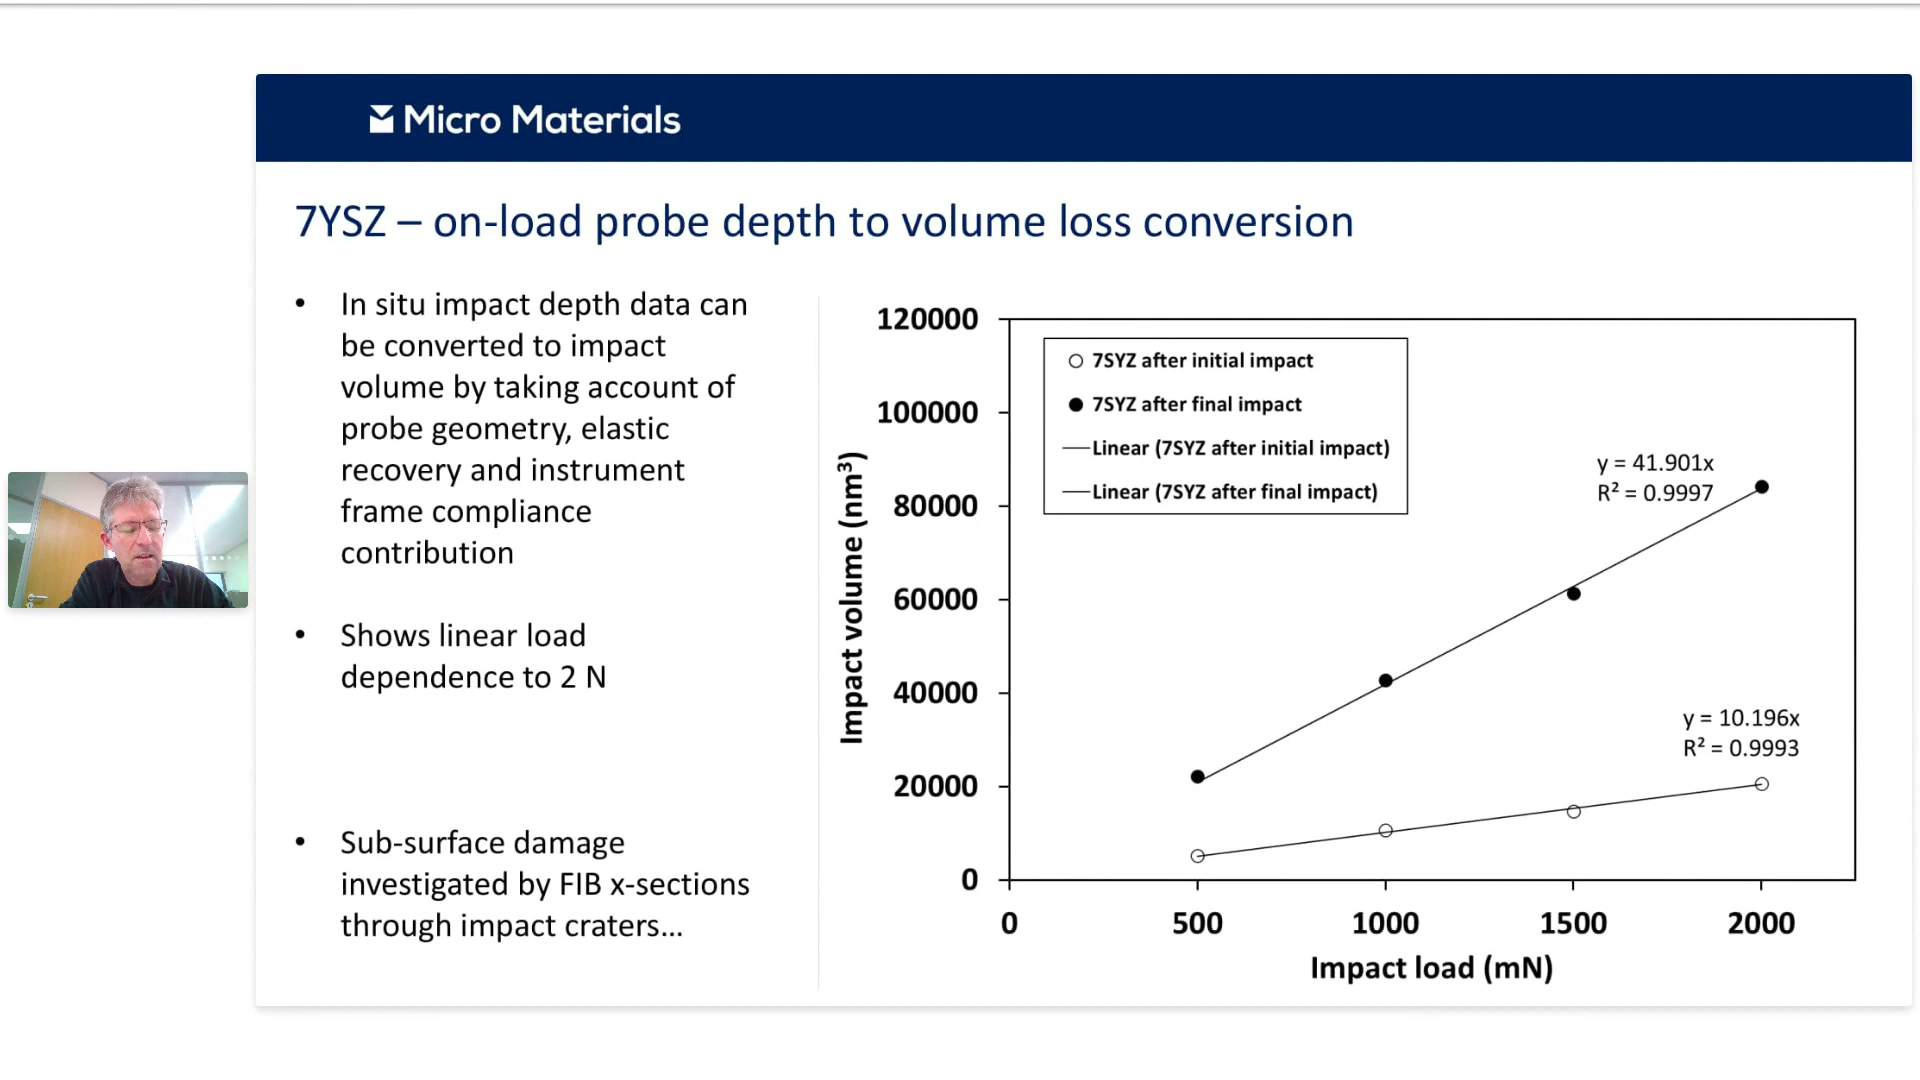 Micro Materials
7YSZ – on-load probe depth to volume loss conversion
• In situ impact depth data can
be converted to impact
volume by taking account of
probe geometry, elastic
recovery and instrument
frame compliance
contribution
• Shows linear load
dependence to 2 N
• Sub-surface damage
investigated by FIB x-sections
through impact craters...
Impact volume (nm³)
120000
100000
80000
60000
40000
20000
0
7SYZ after initial impact
7SYZ after final impact
Linear (7SYZ after initial impact)
Linear (7SYZ after final impact)
y = 41.901x
R² = 0.9997
y = 10.196x
R² = 0.9993
0 500 1000 1500 2000
Impact load (mN)